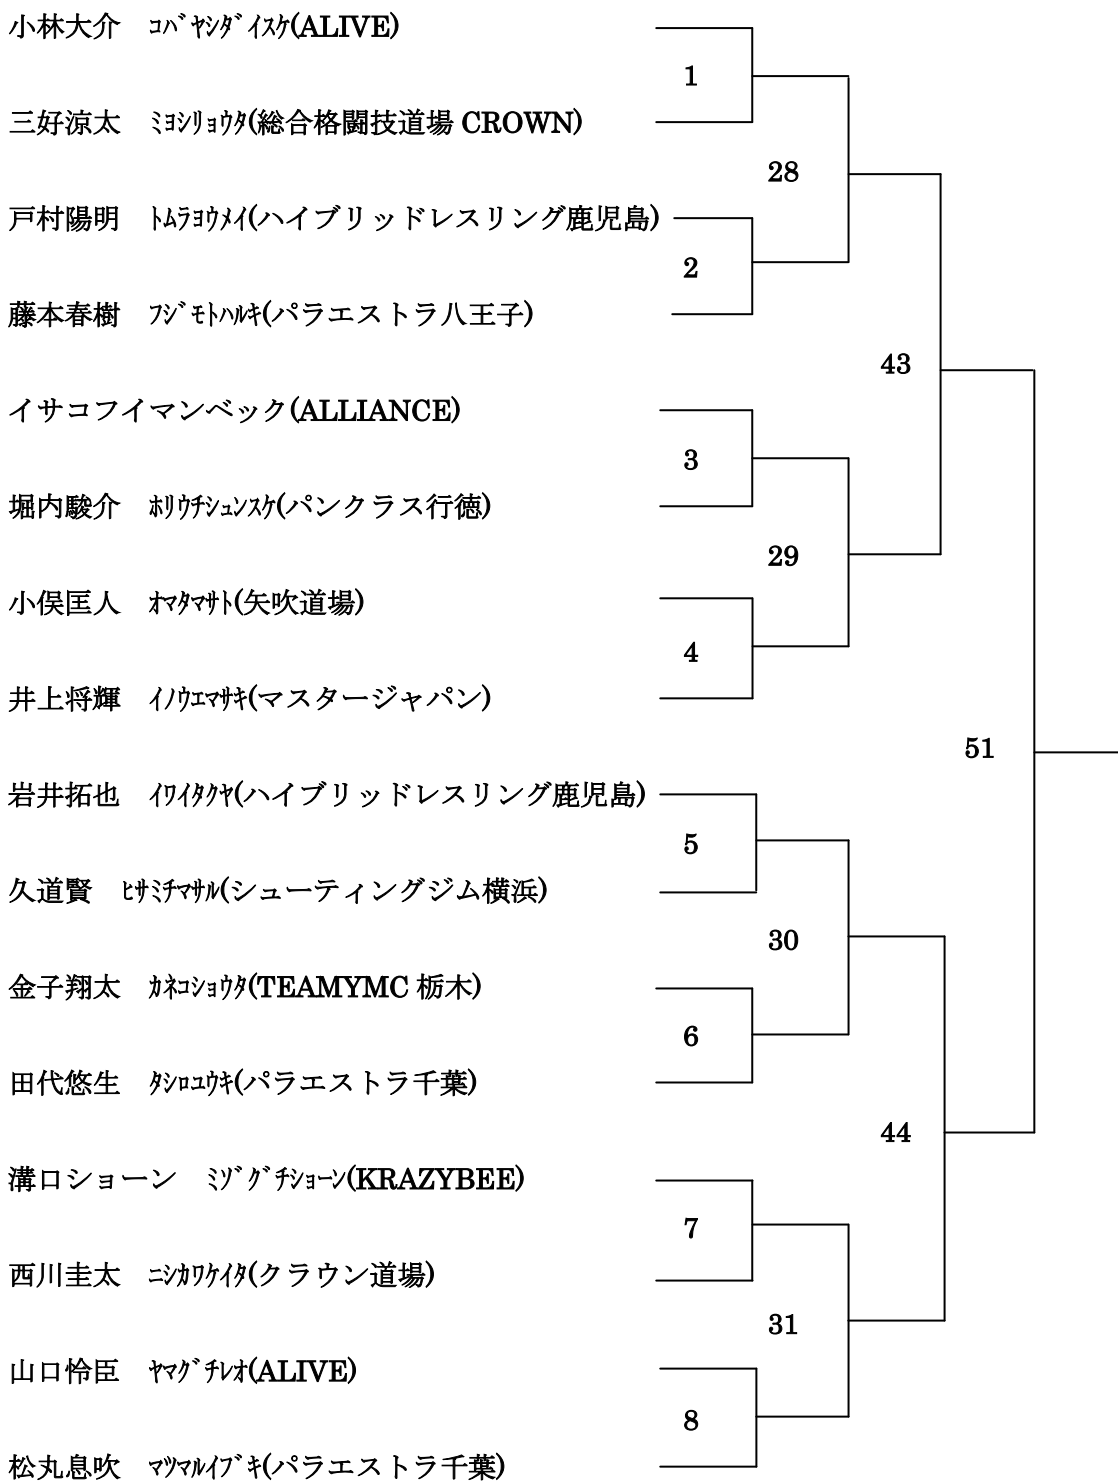 小林大介　ｺﾊﾞﾔｼﾀﾞｲｽｹ(ALIVE)
1
三好涼太　ﾐﾖｼﾘｮｳﾀ(総合格闘技道場 CROWN)
28
戸村陽明　ﾄﾑﾗﾖｳﾒｲ(ハイブリッドレスリング鹿児島)
2
藤本春樹　ﾌｼﾞﾓﾄﾊﾙｷ(パラエストラ八王子)
43
イサコフイマンベック(ALLIANCE)
3
堀内駿介　ﾎﾘｳﾁｼｭﾝｽｹ(パンクラス行徳)
29
小俣匡人　ｵﾏﾀﾏｻﾄ(矢吹道場)
4
井上将輝　ｲﾉｳｴﾏｻｷ(マスタージャパン)
51
岩井拓也　ｲﾜｲﾀｸﾔ(ハイブリッドレスリング鹿児島)
5
久道賢　ﾋｻﾐﾁﾏｻﾙ(シューティングジム横浜)
30
金子翔太　ｶﾈｺｼｮｳﾀ(TEAMYMC 栃木)
6
田代悠生　ﾀｼﾛﾕｳｷ(パラエストラ千葉)
44
溝口ショーン　ﾐｿﾞｸﾞﾁｼｮｰﾝ(KRAZYBEE)
7
西川圭太　ﾆｼｶﾜｹｲﾀ(クラウン道場)
31
山口怜臣　ﾔﾏｸﾞﾁﾚｵ(ALIVE)
8
松丸息吹　ﾏﾂﾏﾙｲﾌﾞｷ(パラエストラ千葉)